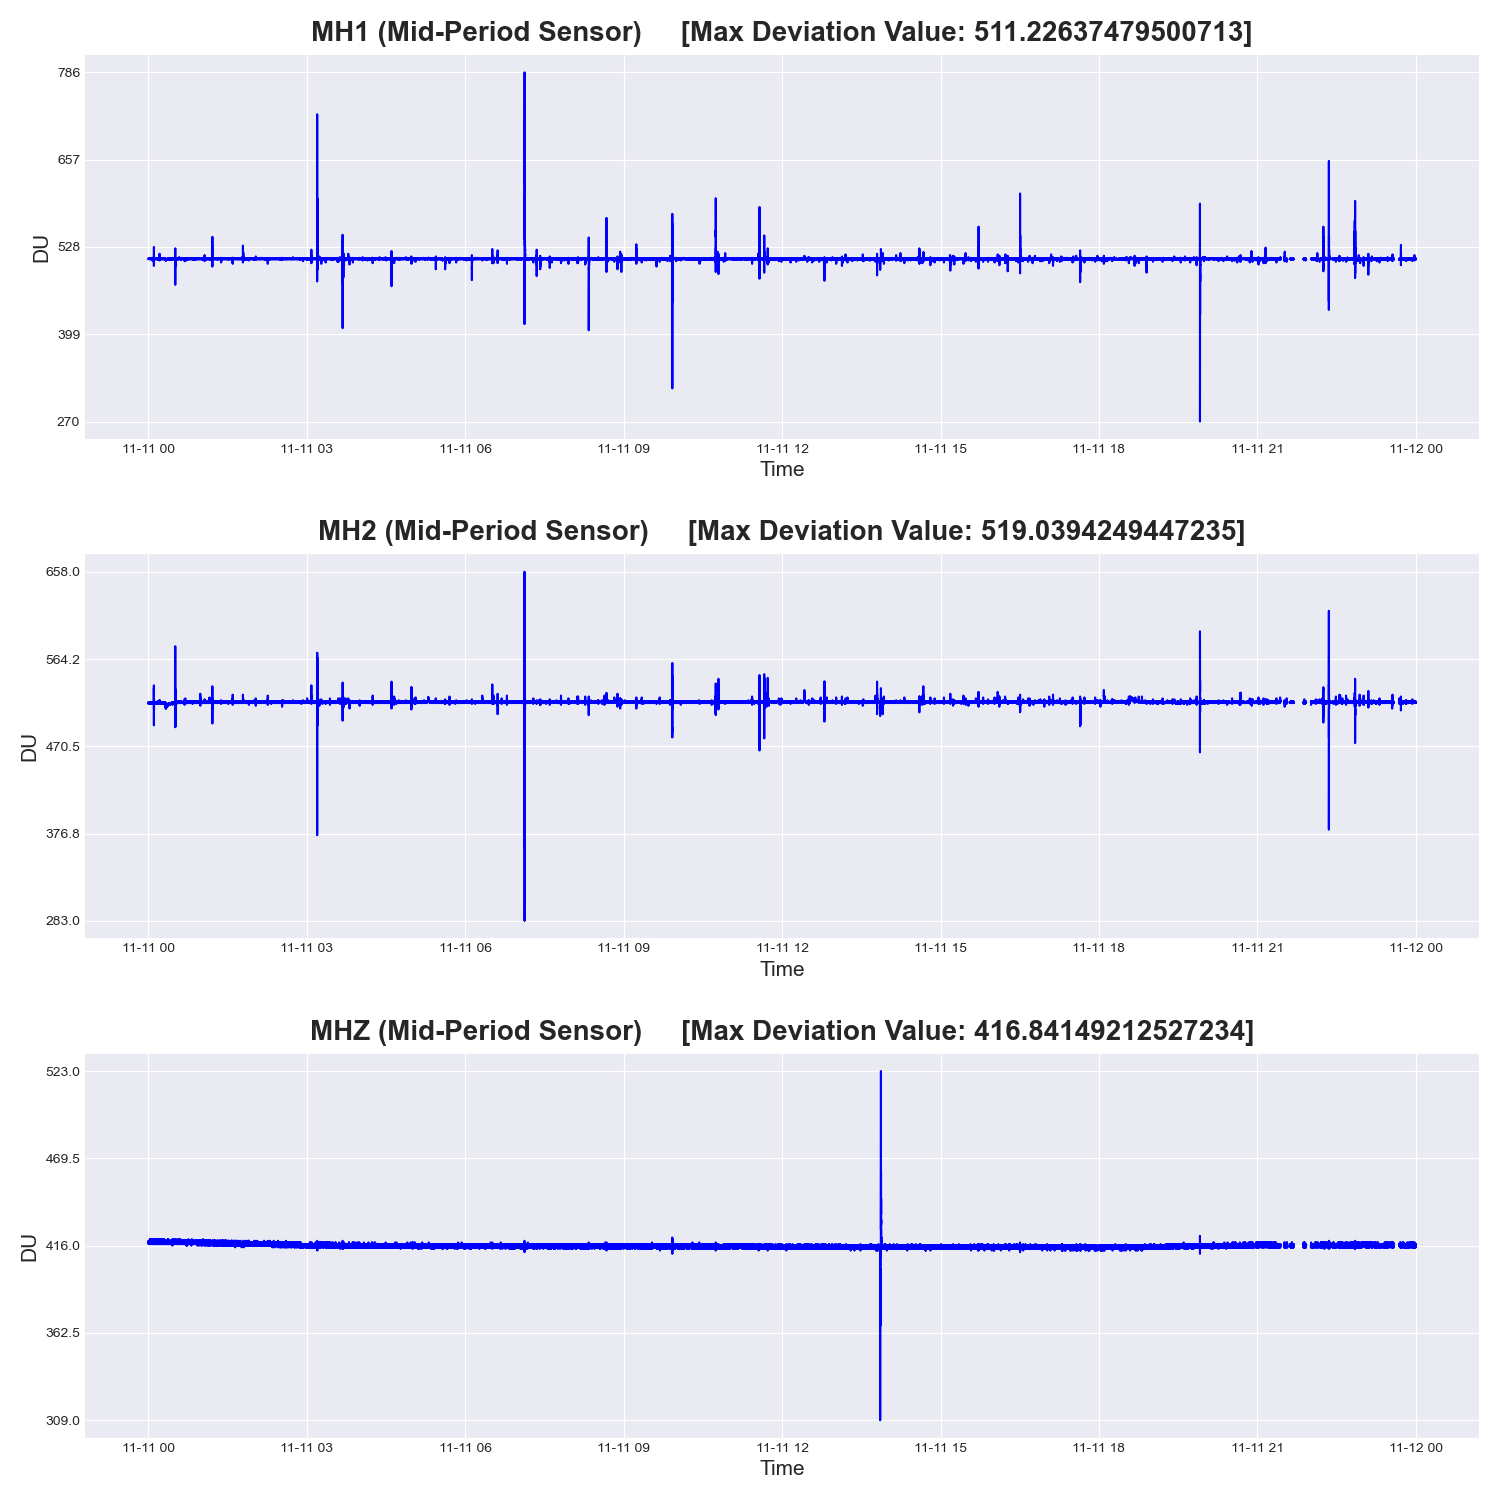 MH1 (Mid-Period Sensor)     [Max Deviation Value: 511.22637479500713]
786
657
528
399
270
DU
11-11 00 11-11 03 11-11 06 11-11 09 11-11 12 11-11 15 11-11 18 11-11 21 11-12 00
Time
MH2 (Mid-Period Sensor)     [Max Deviation Value: 519.0394249447235]
658.0
564.2
470.5
376.8
283.0
DU
11-11 00 11-11 03 11-11 06 11-11 09 11-11 12 11-11 15 11-11 18 11-11 21 11-12 00
Time
MHZ (Mid-Period Sensor)     [Max Deviation Value: 416.84149212527234]
523.0
469.5
416.0
362.5
309.0
DU
11-11 00 11-11 03 11-11 06 11-11 09 11-11 12 11-11 15 11-11 18 11-11 21 11-12 00
Time